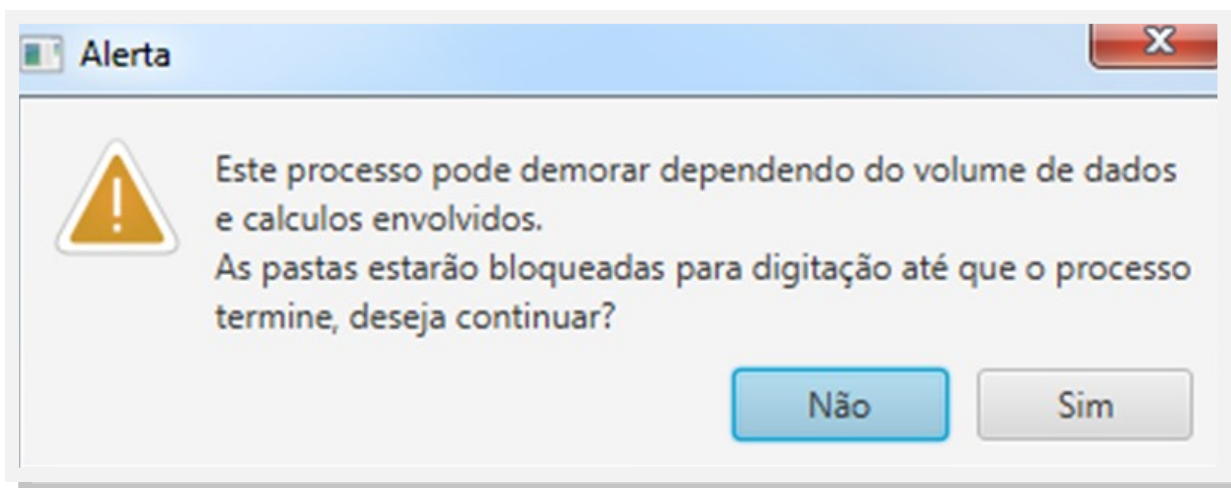 Alerta
Este processo pode demorar dependendo do volume de dados
e calculos envolvidos.
As pastas estarão bloqueadas para digitação até que o processo
termine, deseja continuar?
Não Sim